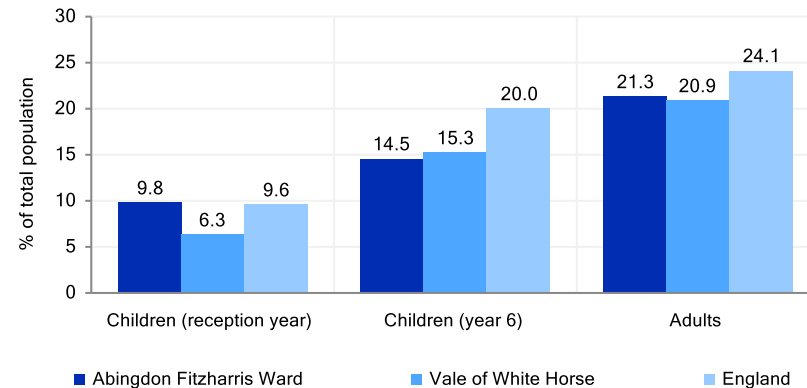 % of total population
30
25
20
15
10
5
0
9.8
6.3
9.6
14.5
15.3
20.0
21.3
20.9
24.1
Children (reception year)
Children (year 6)
Adults
Abingdon Fitzharris Ward
Vale of White Horse
England